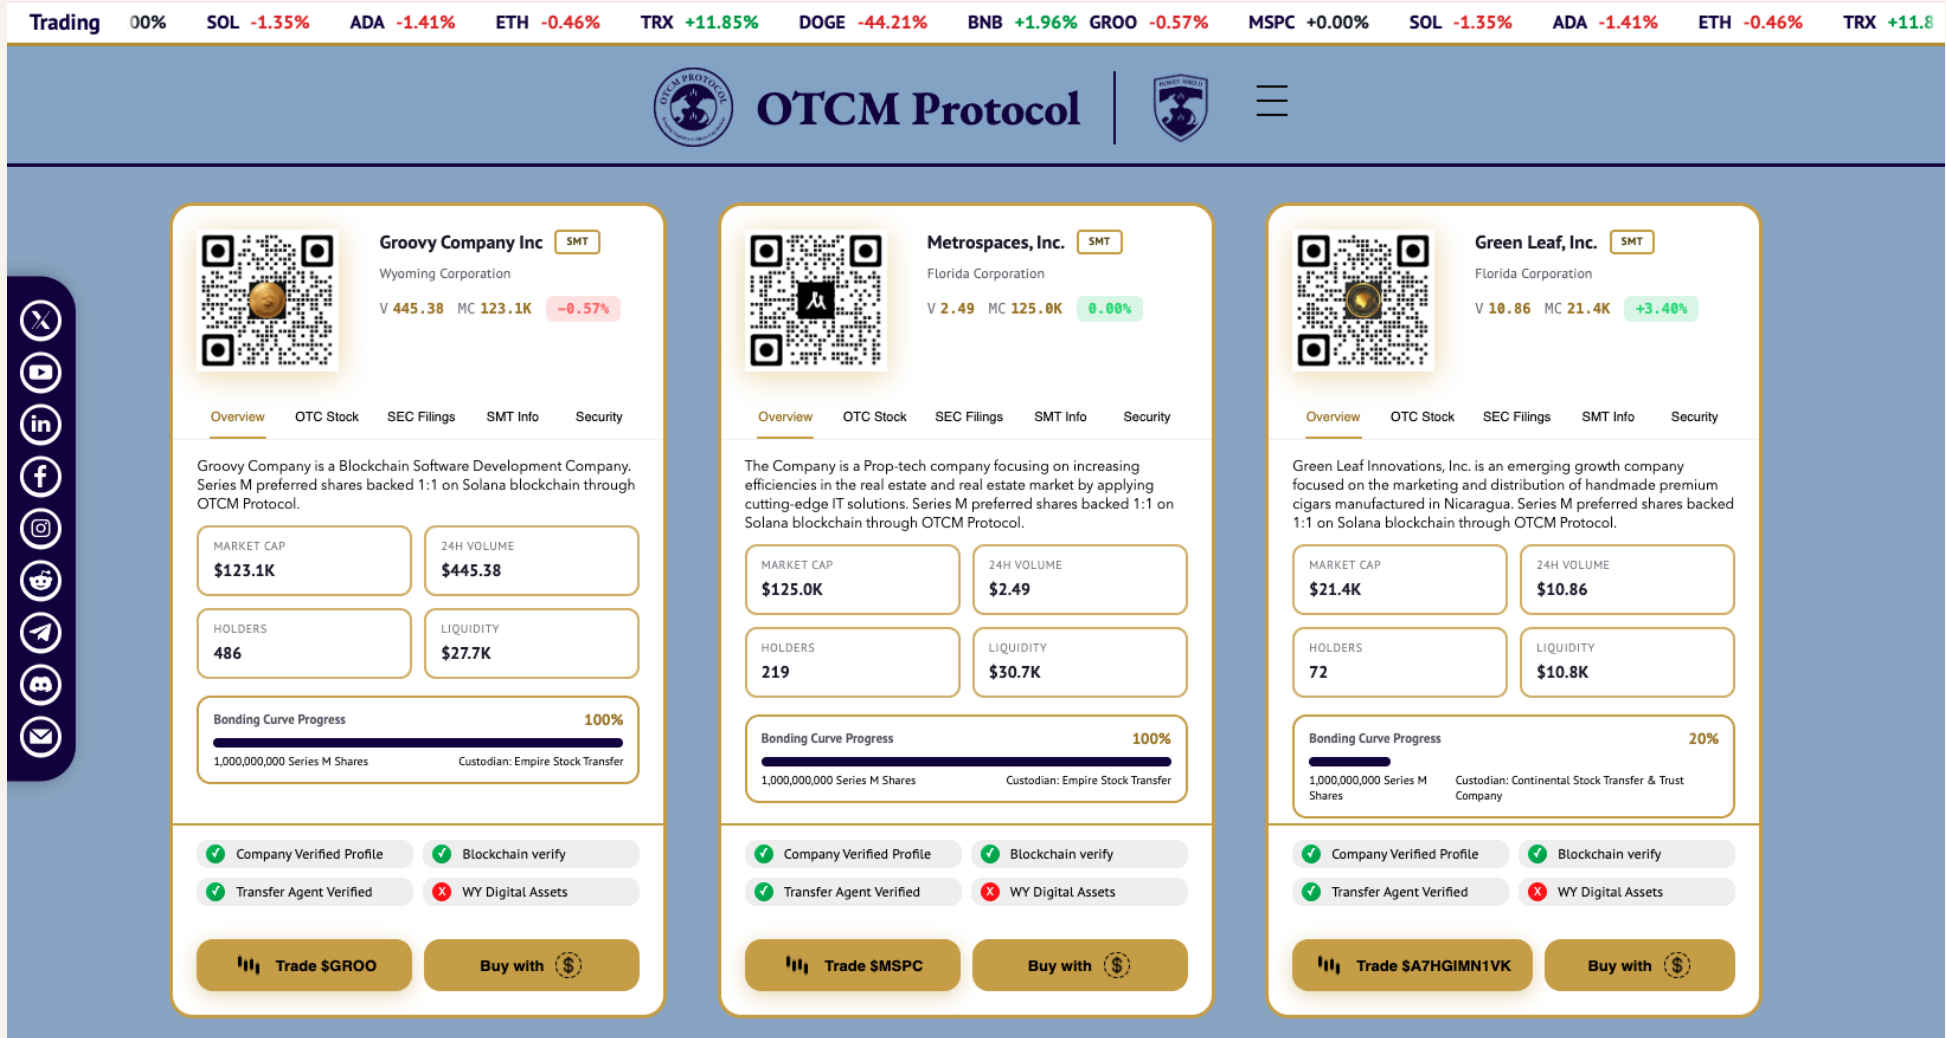 Trading 00% SOL -1.35% ADA -1.41% ETH -0.46% TRX +11.85% DOGE -44.21% BNB +1.96% GROO -0.57% MSPC +0.00% SOL -1.35% ADA -1.41% ETH -0.46% TRX +11.8
OTCM PROTOCOL
OTCM Protocol
Groovy Company Inc SMT
Wyoming Corporation
V 445.38 MC 123.1K -0.57%
Overview OTC Stock SEC Filings SMT Info Security
Groovy Company is a Blockchain Software Development Company.
Series M preferred shares backed 1:1 on Solana blockchain through
OTCM Protocol.
MARKET CAP
$123.1K
24H VOLUME
$445.38
HOLDERS
486
LIQUIDITY
$27.7K
Bonding Curve Progress 100%
1,000,000,000 Series M Shares Custodian: Empire Stock Transfer
Company Verified Profile
Blockchain verify
Transfer Agent Verified
X WY Digital Assets
Trade $GROO
Buy with $
Metrospaces, Inc. SMT
Florida Corporation
V 2.49 MC 125.0K 0.00%
Overview OTC Stock SEC Filings SMT Info Security
The Company is a Prop-tech company focusing on increasing
efficiencies in the real estate and real estate market by applying
cutting-edge IT solutions. Series M preferred shares backed 1:1 on
Solana blockchain through OTCM Protocol.
MARKET CAP
$125.0K
24H VOLUME
$2.49
HOLDERS
219
LIQUIDITY
$30.7K
Bonding Curve Progress 100%
1,000,000,000 Series M Shares Custodian: Empire Stock Transfer
Company Verified Profile
Blockchain verify
Transfer Agent Verified
X WY Digital Assets
Trade $MSPC
Buy with $
Green Leaf, Inc. SMT
Florida Corporation
V 10.86 MC 21.4K +3.40%
Overview OTC Stock SEC Filings SMT Info Security
Green Leaf Innovations, Inc. is an emerging growth company
focused on the marketing and distribution of handmade premium
cigars manufactured in Nicaragua. Series M preferred shares backed
1:1 on Solana blockchain through OTCM Protocol.
MARKET CAP
$21.4K
24H VOLUME
$10.86
HOLDERS
72
LIQUIDITY
$10.8K
Bonding Curve Progress 20%
1,000,000,000 Series M
Shares
Custodian: Continental Stock Transfer & Trust
Company
Company Verified Profile
Blockchain verify
Transfer Agent Verified
X WY Digital Assets
Trade $A7HGIMN1VK
Buy with $